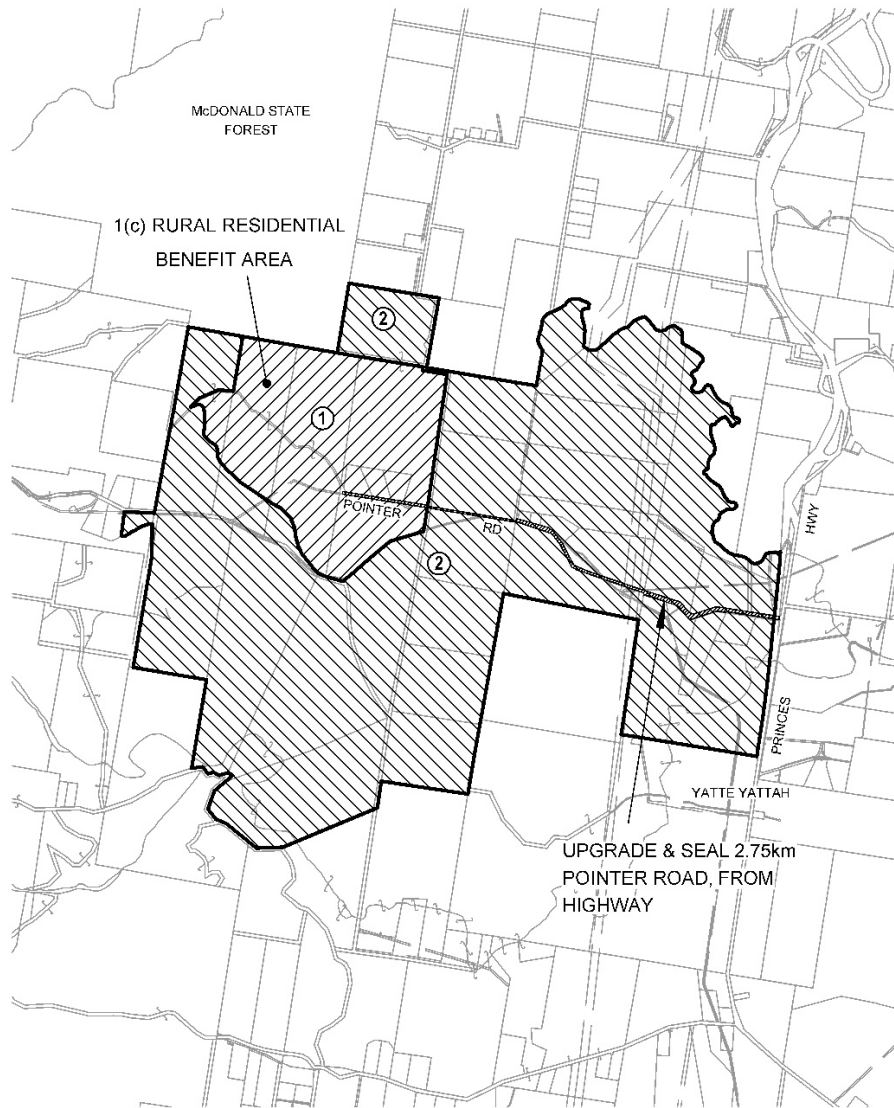 McDONALD STATE
FOREST
1(c) RURAL RESIDENTIAL
BENEFIT AREA
2
1
POINTER
RD
HWY
2
PRINCES
YATTE YATTAH
UPGRADE & SEAL 2.75km
POINTER ROAD, FROM
HIGHWAY